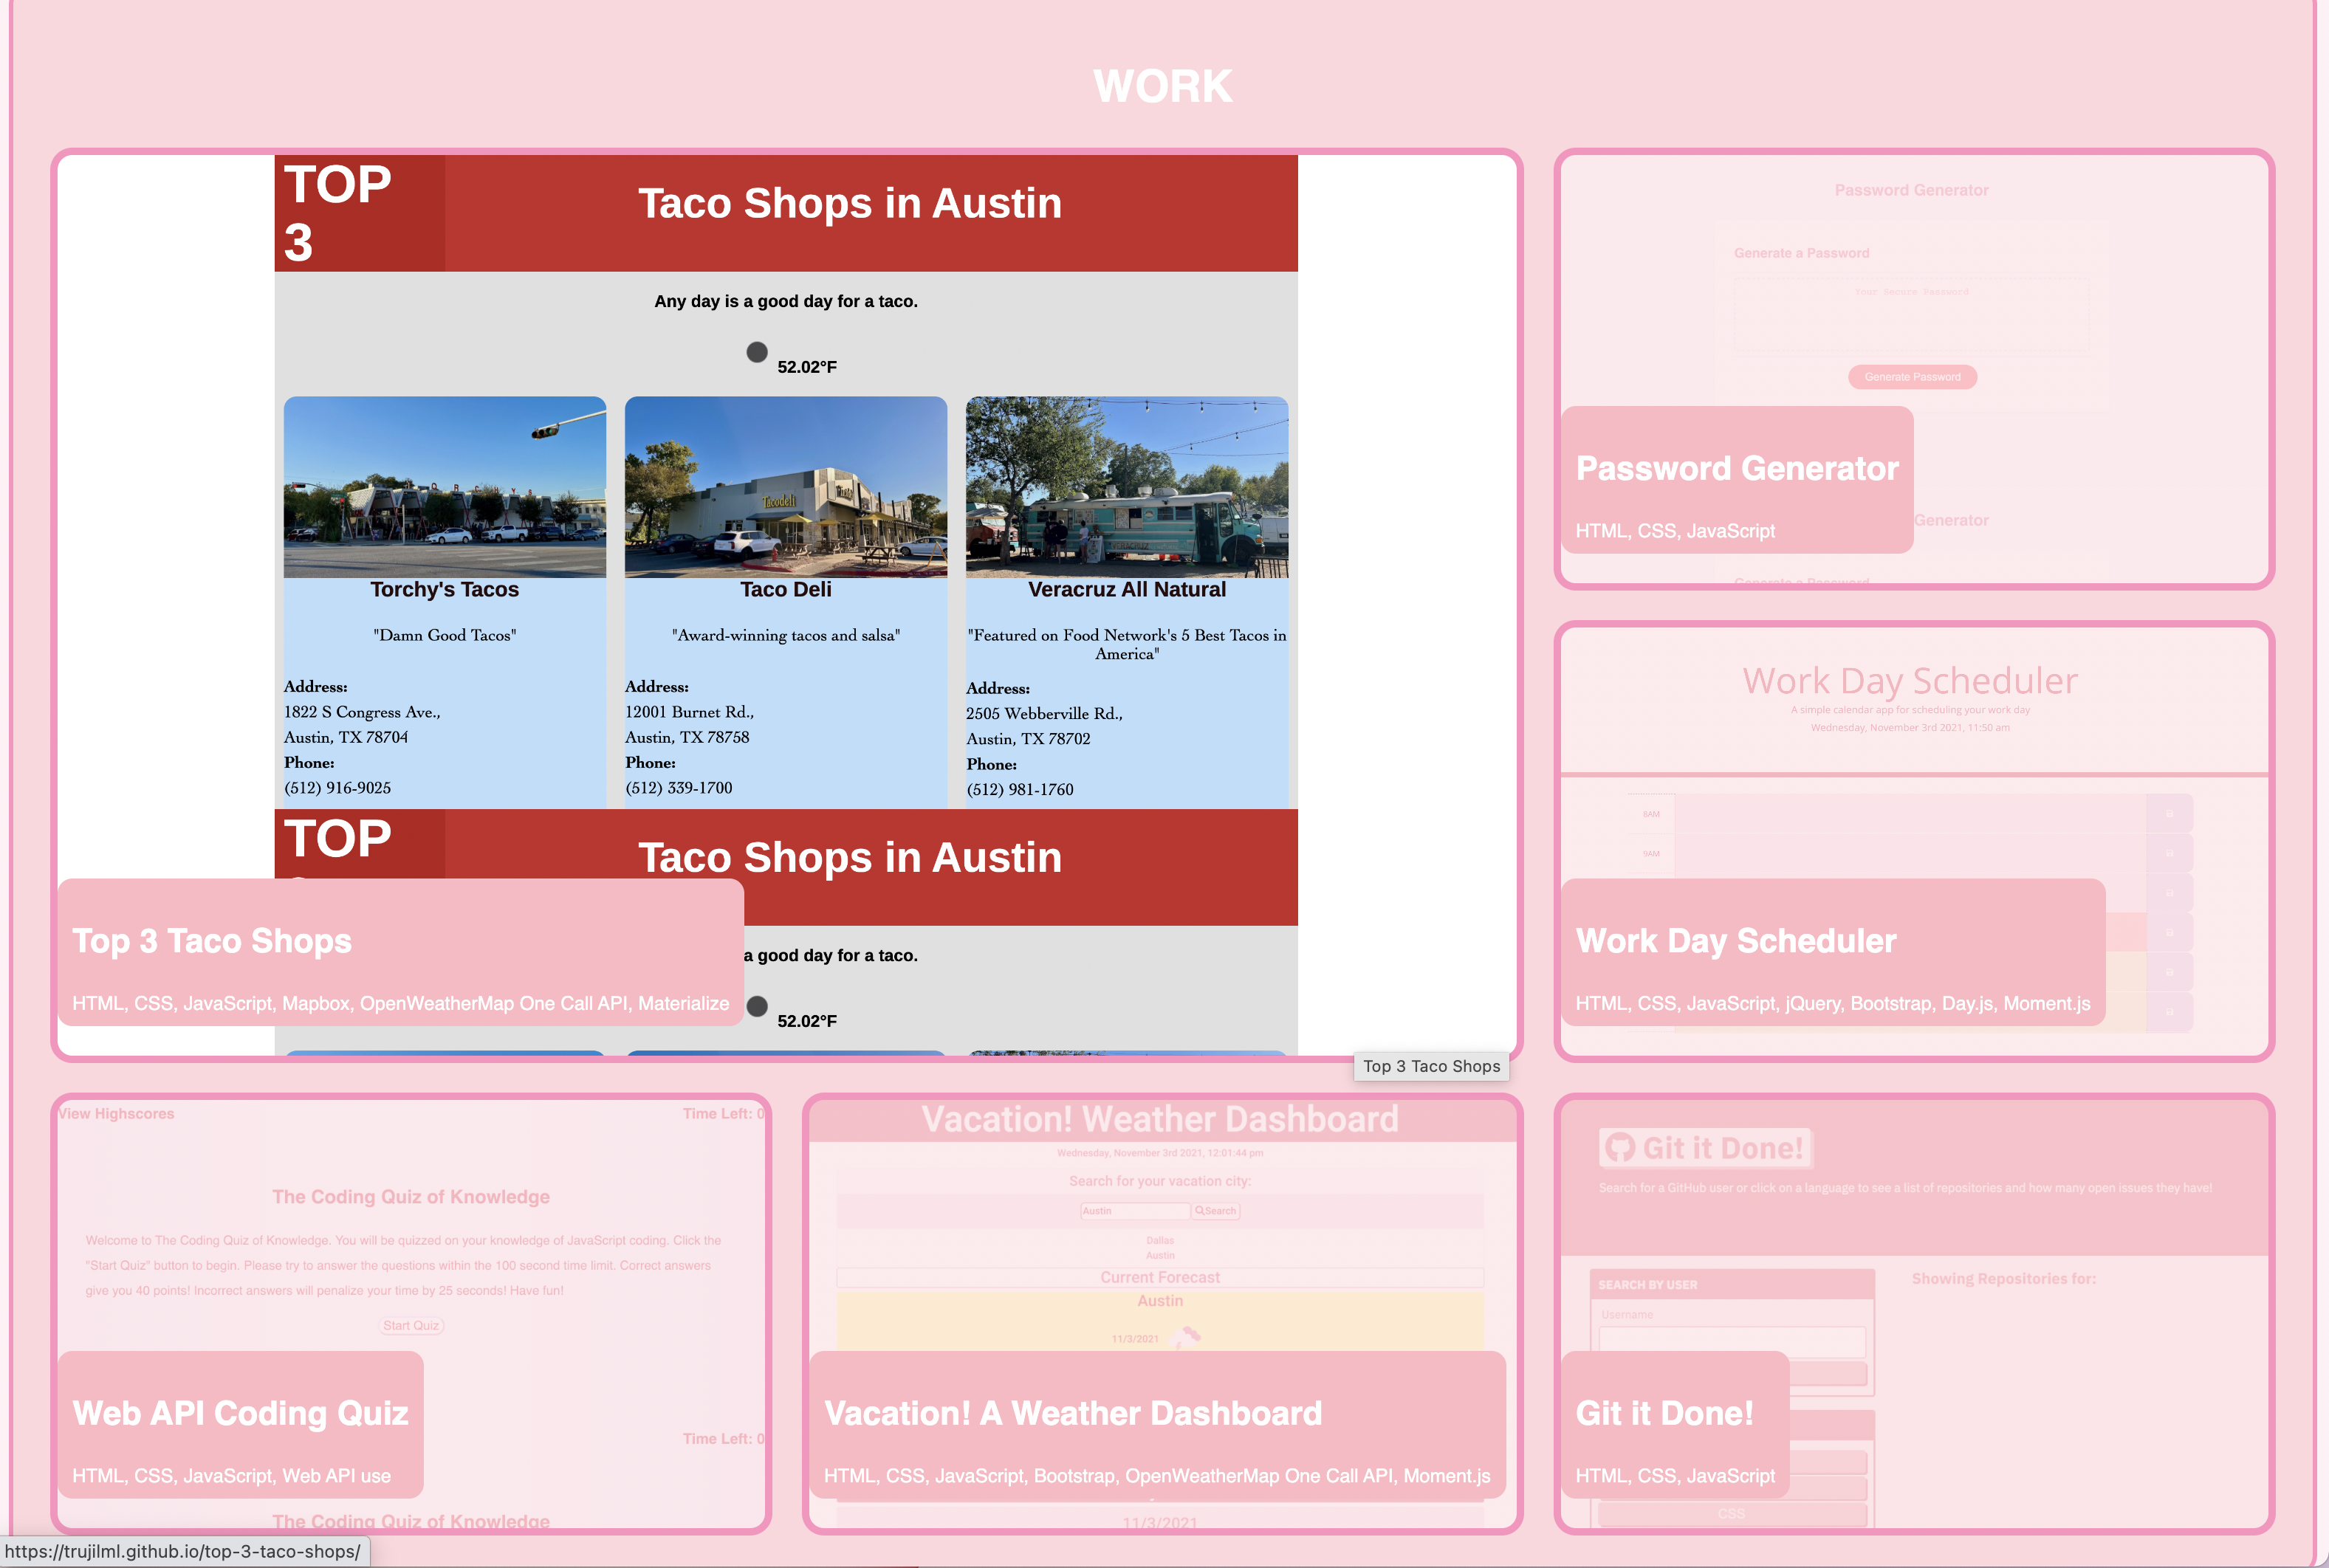 WORK
TOP
3
Taco Shops in Austin
Any day is a good day for a taco.
52.02°F
Tacodeli
Torchy's Tacos
Taco Deli
Veracruz All Natural
"Damn Good Tacos"
"Award-winning tacos and salsa"
"Featured on Food Network's 5 Best Tacos in
America"
Address:
1822 S Congress Ave.,
Austin, TX 78704
Phone:
(512) 916-9025
Address:
12001 Burnet Rd.,
Austin, TX 78758
Phone:
(512) 339-1700
Address:
2505 Webberville Rd.,
Austin, TX 78702
Phone:
(512) 981-1760
TOP
Taco Shops in Austin
a good day for a taco.
52.02°F
Top 3 Taco Shops
HTML, CSS, JavaScript, Mapbox, OpenWeatherMap One Call API, Materialize
Top 3 Taco Shops
Password Generator
Generate a Password
Your Secure Password
Generate Password
Password Generator
HTML, CSS, JavaScript
Generator
Generate a Password
Work Day Scheduler
A simple calendar app for scheduling your work day
Wednesday, November 3rd 2021, 11:50 am
8AM
9AM
Work Day Scheduler
HTML, CSS, JavaScript, jQuery, Bootstrap, Day.js, Moment.js
View Highscores
Time Left: 0
The Coding Quiz of Knowledge
Welcome to The Coding Quiz of Knowledge. You will be quizzed on your knowledge of JavaScript coding. Click the
"Start Quiz" button to begin. Please try to answer the questions within the 100 second time limit. Correct answers
give you 40 points! Incorrect answers will penalize your time by 25 seconds! Have fun!
Start Quiz
Web API Coding Quiz
HTML, CSS, JavaScript, Web API use
Time Left: 0
The Coding Quiz of Knowledge
Vacation! Weather Dashboard
Wednesday, November 3rd 2021, 12:01:44 pm
Search for your vacation city:
Austin
Search
Dallas
Austin
Current Forecast
Austin
11/3/2021
Vacation! A Weather Dashboard
HTML, CSS, JavaScript, Bootstrap, OpenWeatherMap One Call API, Moment.js
11/3/2021
Git it Done!
Search for a GitHub user or click on a language to see a list of repositories and how many open issues they have!
SEARCH BY USER
Username
Showing Repositories for:
Git it Done!
HTML, CSS, JavaScript
CSS
https://trujilml.github.io/top-3-taco-shops/